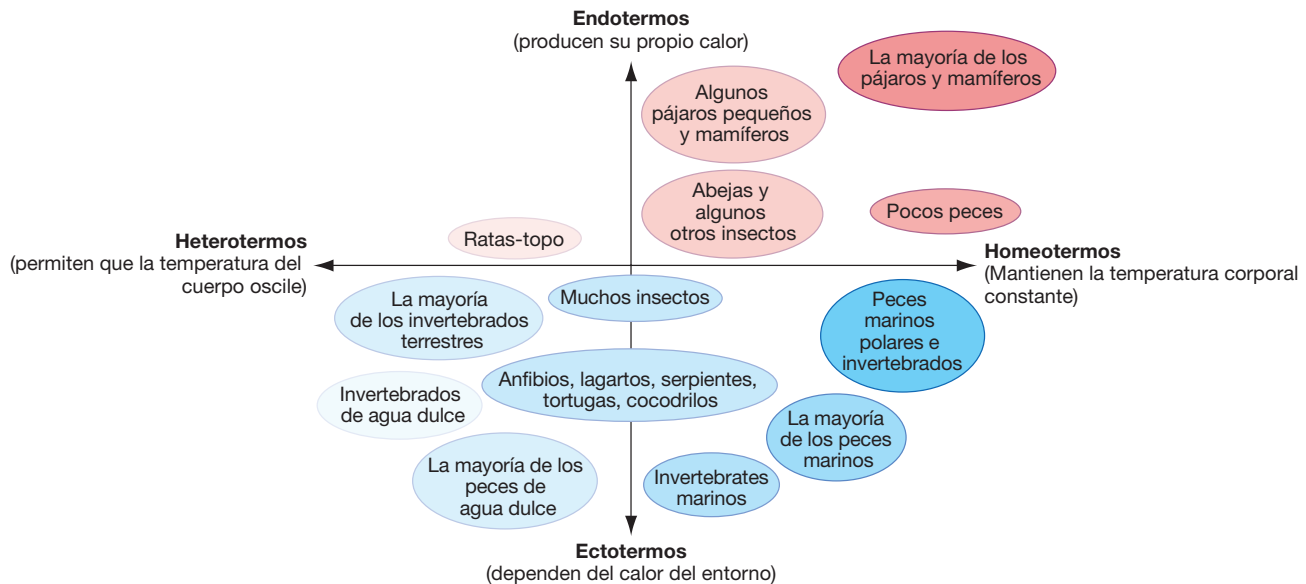 Endotermos
(producen su propio calor)
La mayoría de los
pájaros y mamíferos
Algunos
pájaros pequeños
y mamíferos
Abejas y
algunos
otros insectos
Pocos peces
Ratas-topo
Heterotermos
(permiten que la temperatura del
cuerpo oscile)
Homeotermos
(Mantienen la temperatura corporal
constante)
La mayoría
de los invertebrados
terrestres
Muchos insectos
Peces
marinos
polares e
invertebrados
Anfibios, lagartos, serpientes,
tortugas, cocodrilos
Invertebrados
de agua dulce
La mayoría
de los peces
marinos
La mayoría de los
peces de
agua dulce
Invertebrates
marinos
Ectotermos
(dependen del calor del entorno)